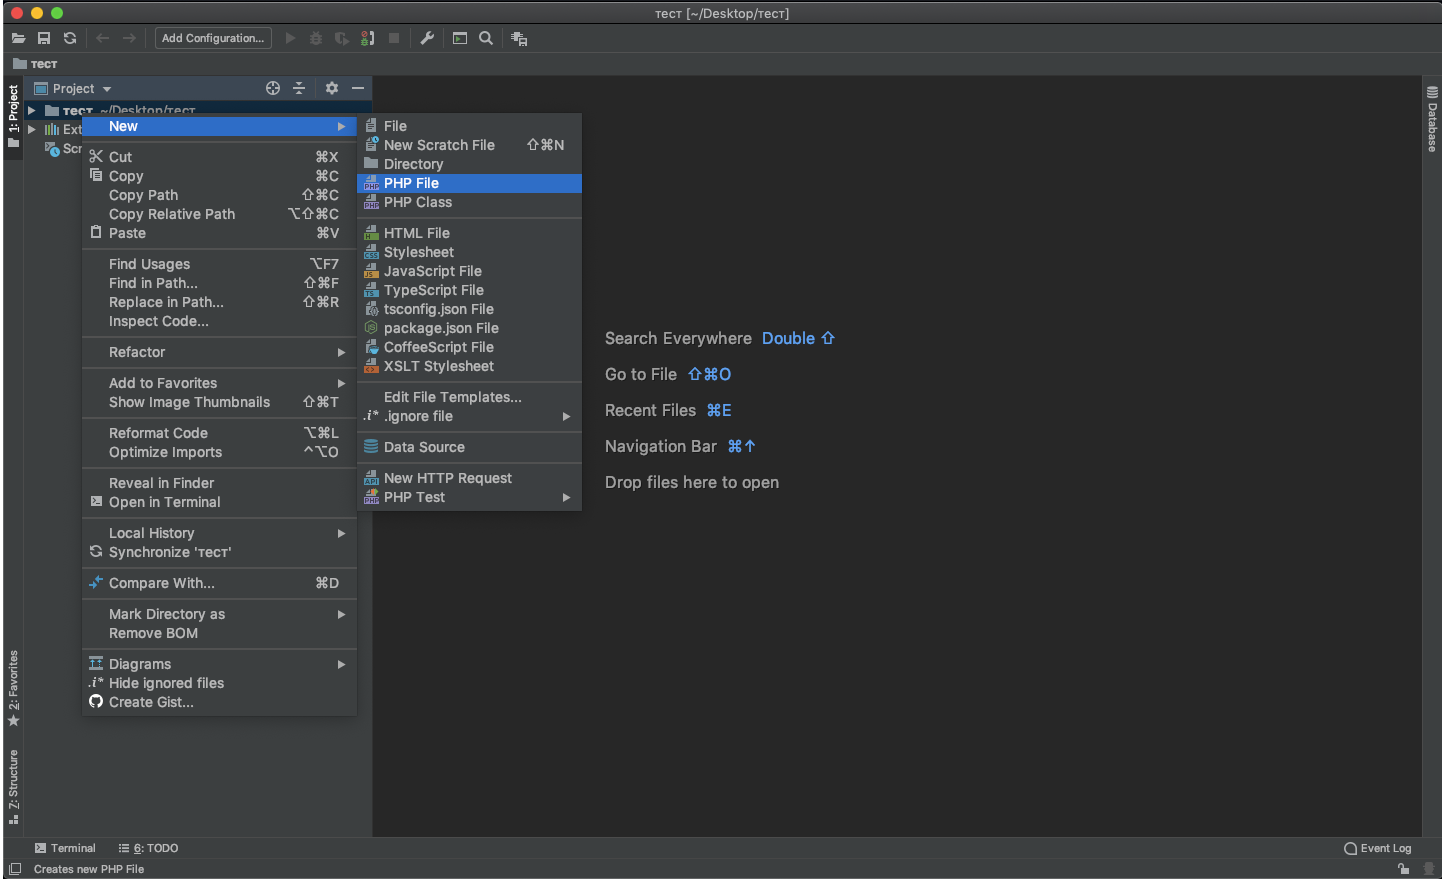 тест [~/Desktop/тест]
Add Configuration...
тест
1: Project
Project
тест ~/Desktop/тест
Ext
Scr
New
Cut ⌘X
Copy ⌘C
Copy Path ⇧⌘C
Copy Relative Path ⌥⇧⌘C
Paste ⌘V
Find Usages ⌥F7
Find in Path... ⇧⌘F
Replace in Path... ⇧⌘R
Inspect Code...
Refactor
Add to Favorites
Show Image Thumbnails ⇧⌘T
Reformat Code ⌥⌘L
Optimize Imports ^⌥O
Reveal in Finder
Open in Terminal
Local History
Synchronize 'тест'
Compare With... ⌘D
Mark Directory as
Remove BOM
Diagrams
.i* Hide ignored files
Create Gist...
File
New Scratch File ⇧⌘N
Directory
PHP File
PHP Class
HTML File
Stylesheet
JavaScript File
TypeScript File
tsconfig.json File
package.json File
CoffeeScript File
XSLT Stylesheet
Edit File Templates...
.i* .ignore file
Data Source
New HTTP Request
PHP Test
Search Everywhere Double ⇧
Go to File ⇧⌘O
Recent Files ⌘E
Navigation Bar ⌘↑
Drop files here to open
Database
2: Favorites
7: Structure
Terminal
6: TODO
Event Log
Creates new PHP File